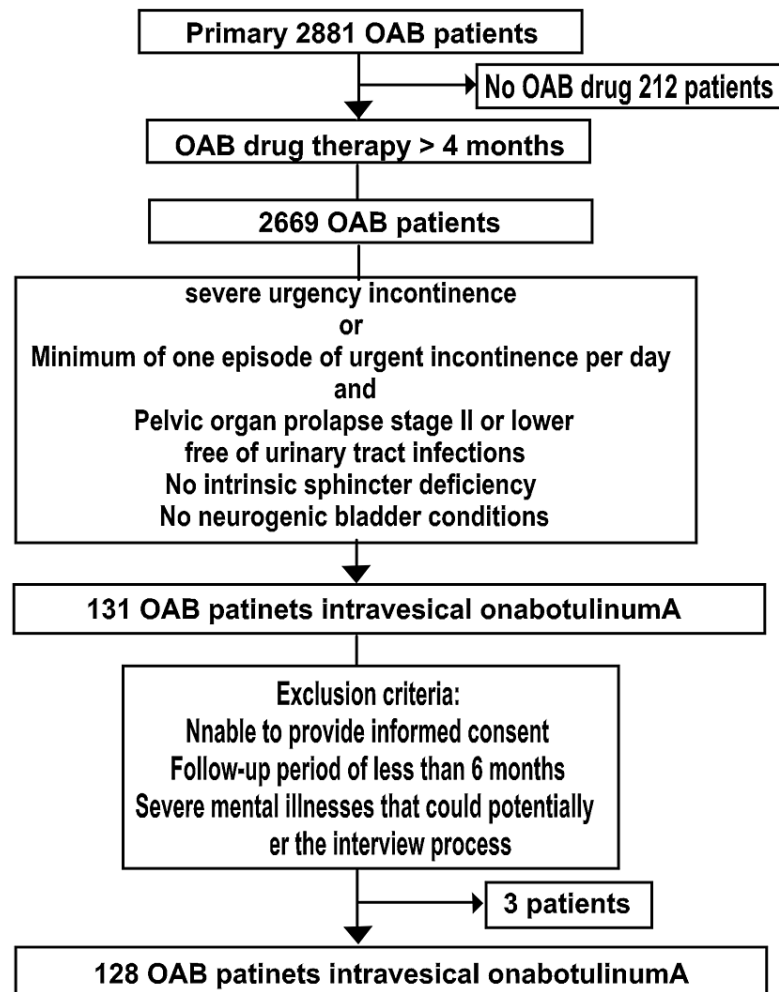 Primary 2881 OAB patients
No OAB drug 212 patients
OAB drug therapy > 4 months
2669 OAB patients
severe urgency incontinence
or
Minimum of one episode of urgent incontinence per day
and
Pelvic organ prolapse stage II or lower
free of urinary tract infections
No intrinsic sphincter deficiency
No neurogenic bladder conditions
131 OAB patinets intravesical onabotulinumA
Exclusion criteria:
Nnable to provide informed consent
Follow-up period of less than 6 months
Severe mental illnesses that could potentially
er the interview process
3 patients
128 OAB patinets intravesical onabotulinumA